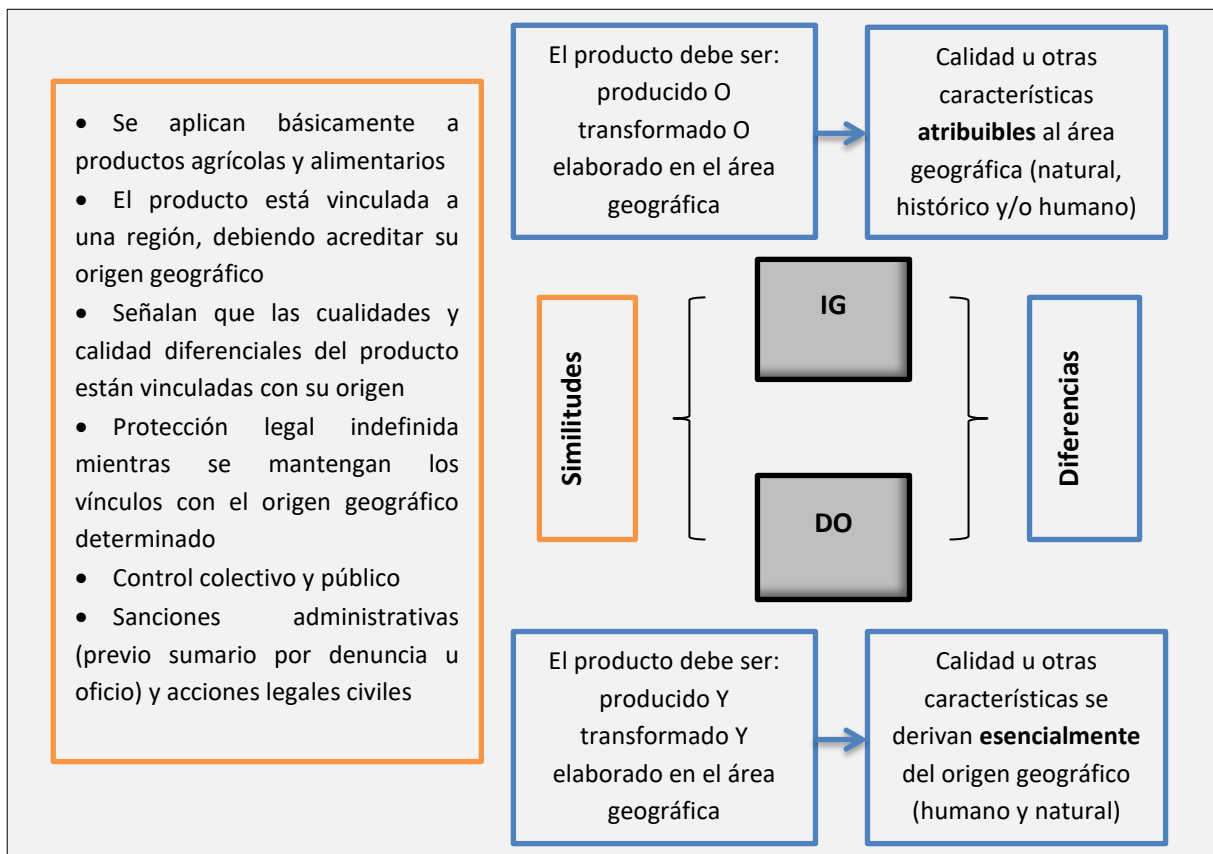 • Se aplican básicamente a
productos agrícolas y alimentarios
• El producto está vinculada a
una región, debiendo acreditar su
origen geográfico
• Señalan que las cualidades y
calidad diferenciales del producto
están vinculadas con su origen
• Protección legal indefinida
mientras se mantengan los
vínculos con el origen geográfico
determinado
• Control colectivo y público
• Sanciones administrativas
(previo sumario por denuncia u
oficio) y acciones legales civiles
El producto debe ser:
producido O
transformado O
elaborado en el área
geográfica
Calidad u otras
características
atribuibles al área
geográfica (natural,
histórico y/o humano)
Similitudes
IG
DO
Diferencias
El producto debe ser:
producido Y
transformado Y
elaborado en el área
geográfica
Calidad u otras
características se
derivan esencialmente
del origen geográfico
(humano y natural)